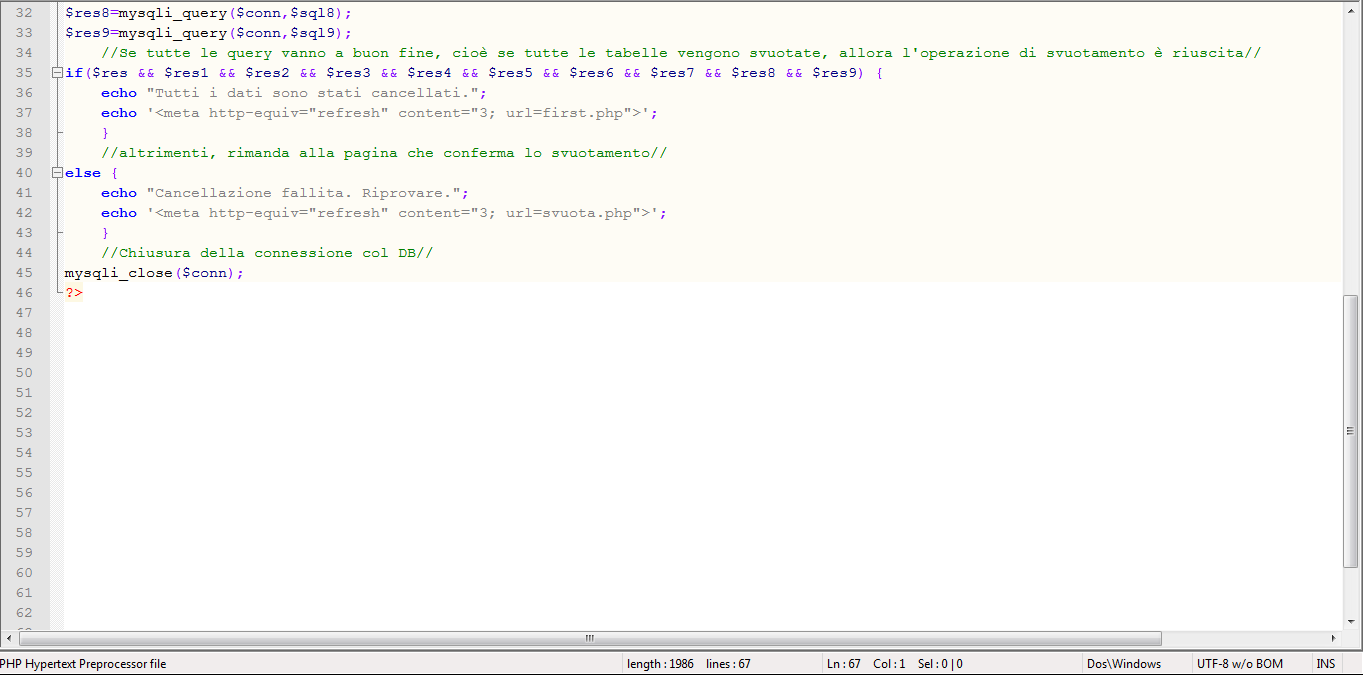 32 $res8=mysqli_query($conn,$sql8);
33 $res9=mysqli_query($conn,$sql9);
34 //Se tutte le query vanno a buon fine, cioè se tutte le tabelle vengono svuotate, allora l'operazione di svuotamento è riuscita//
35 if($res && $res1 && $res2 && $res3 && $res4 && $res5 && $res6 && $res7 && $res8 && $res9) {
36 echo "Tutti i dati sono stati cancellati.";
37 echo '<meta http-equiv="refresh" content="3; url=first.php">';
38 }
39 //altrimenti, rimanda alla pagina che conferma lo svuotamento//
40 else {
41 echo "Cancellazione fallita. Riprovare.";
42 echo '<meta http-equiv="refresh" content="3; url=svuota.php">';
43 }
44 //Chiusura della connessione col DB//
45 mysqli_close($conn);
46 ?>
47
48
49
50
51
52
53
54
55
56
57
58
59
60
61
62
PHP Hypertext Preprocessor file length : 1986 lines : 67 Ln : 67 Col : 1 Sel : 0 | 0 Dos\Windows UTF-8 w/o BOM INS